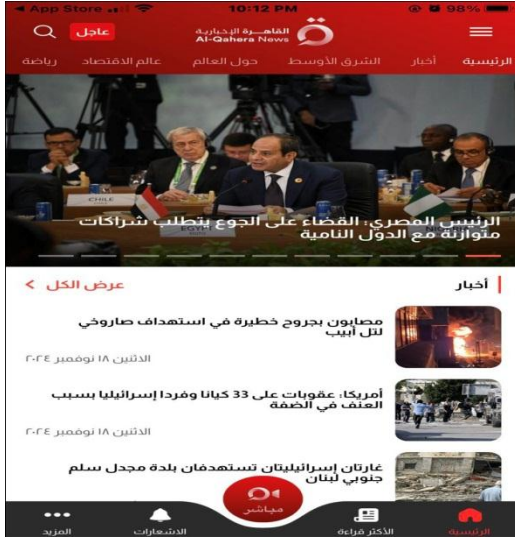 App Store
10:12 PM
98%
عاجل
القاهرة الإخبارية
Al-Qahera News
الرئيسية
أخبار
الشرق الأوسط
حول العالم
عالم الاقتصاد
رياضة
CHILE
EGYPT
الرئيس المصري: القضاء على الجوع يتطلب شراكات
متوازنة مع الدول النامية
أخبار
عرض الكل
مصابون بجروح خطيرة في استهداف صاروخي
لتل أبيب
الاثنين ١٨ نوفمبر ٢٠٢٤
أمريكا: عقوبات على 33 كيانا وفردا إسرائيليا بسبب
العنف في الضفة
الاثنين ١٨ نوفمبر ٢٠٢٤
غارتان إسرائيليتان تستهدفان بلدة مجدل سلم
جنوبي لبنان
الرئيسية
الأكثر قراءة
مباشر
الاشعارات
المزيد